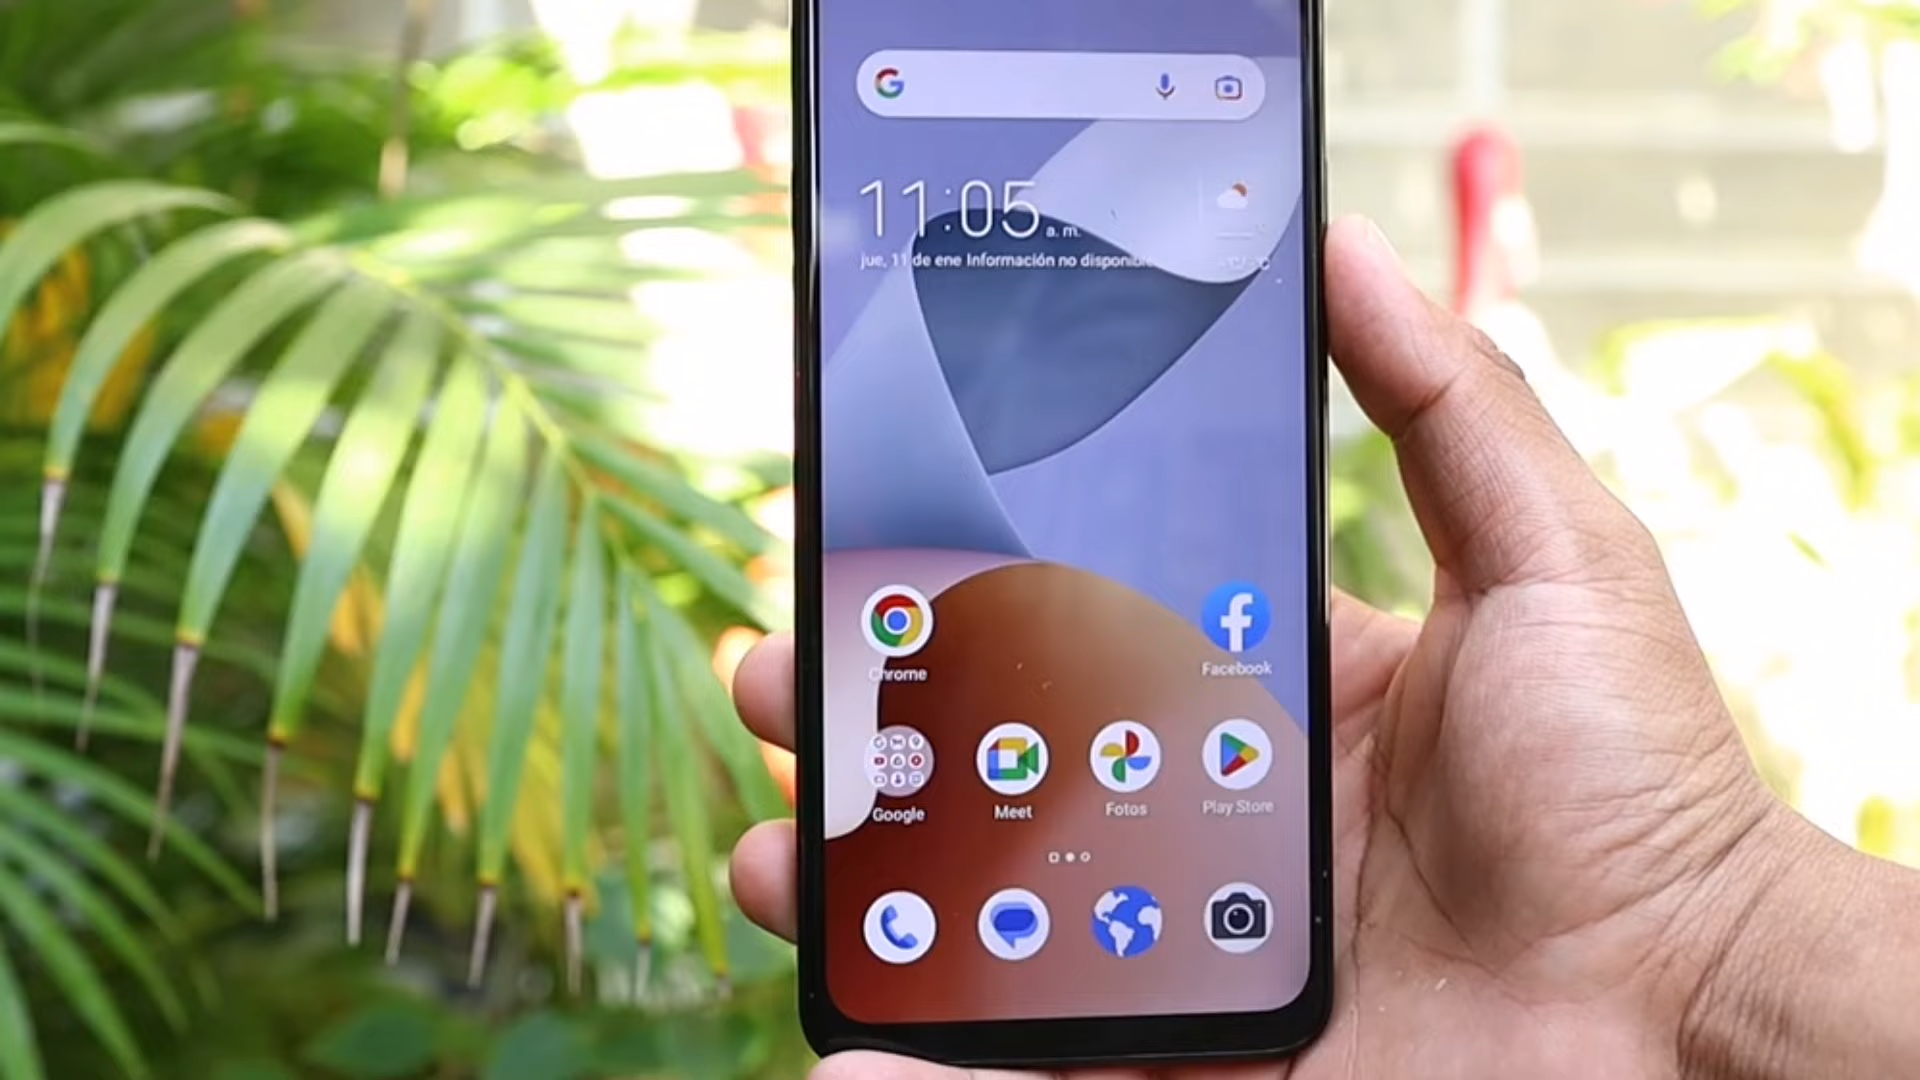 11:05 a. m.
jue, 11 de ene Información no disponible
Chrome
Facebook
Google
Meet
Fotos
Play Store